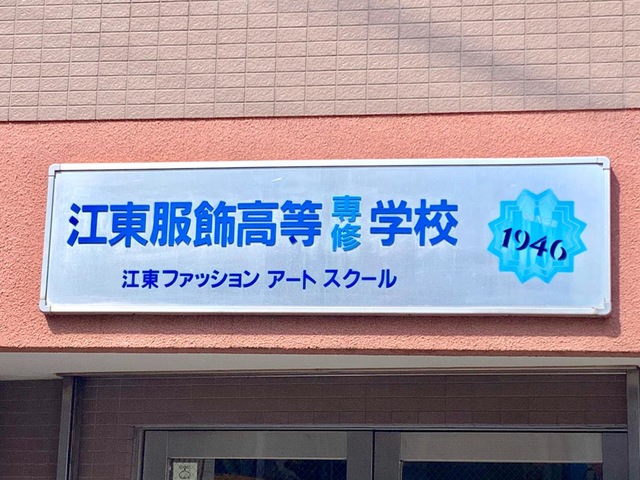 江東服飾高等専修学校
江東ファッション アート スクール
1946